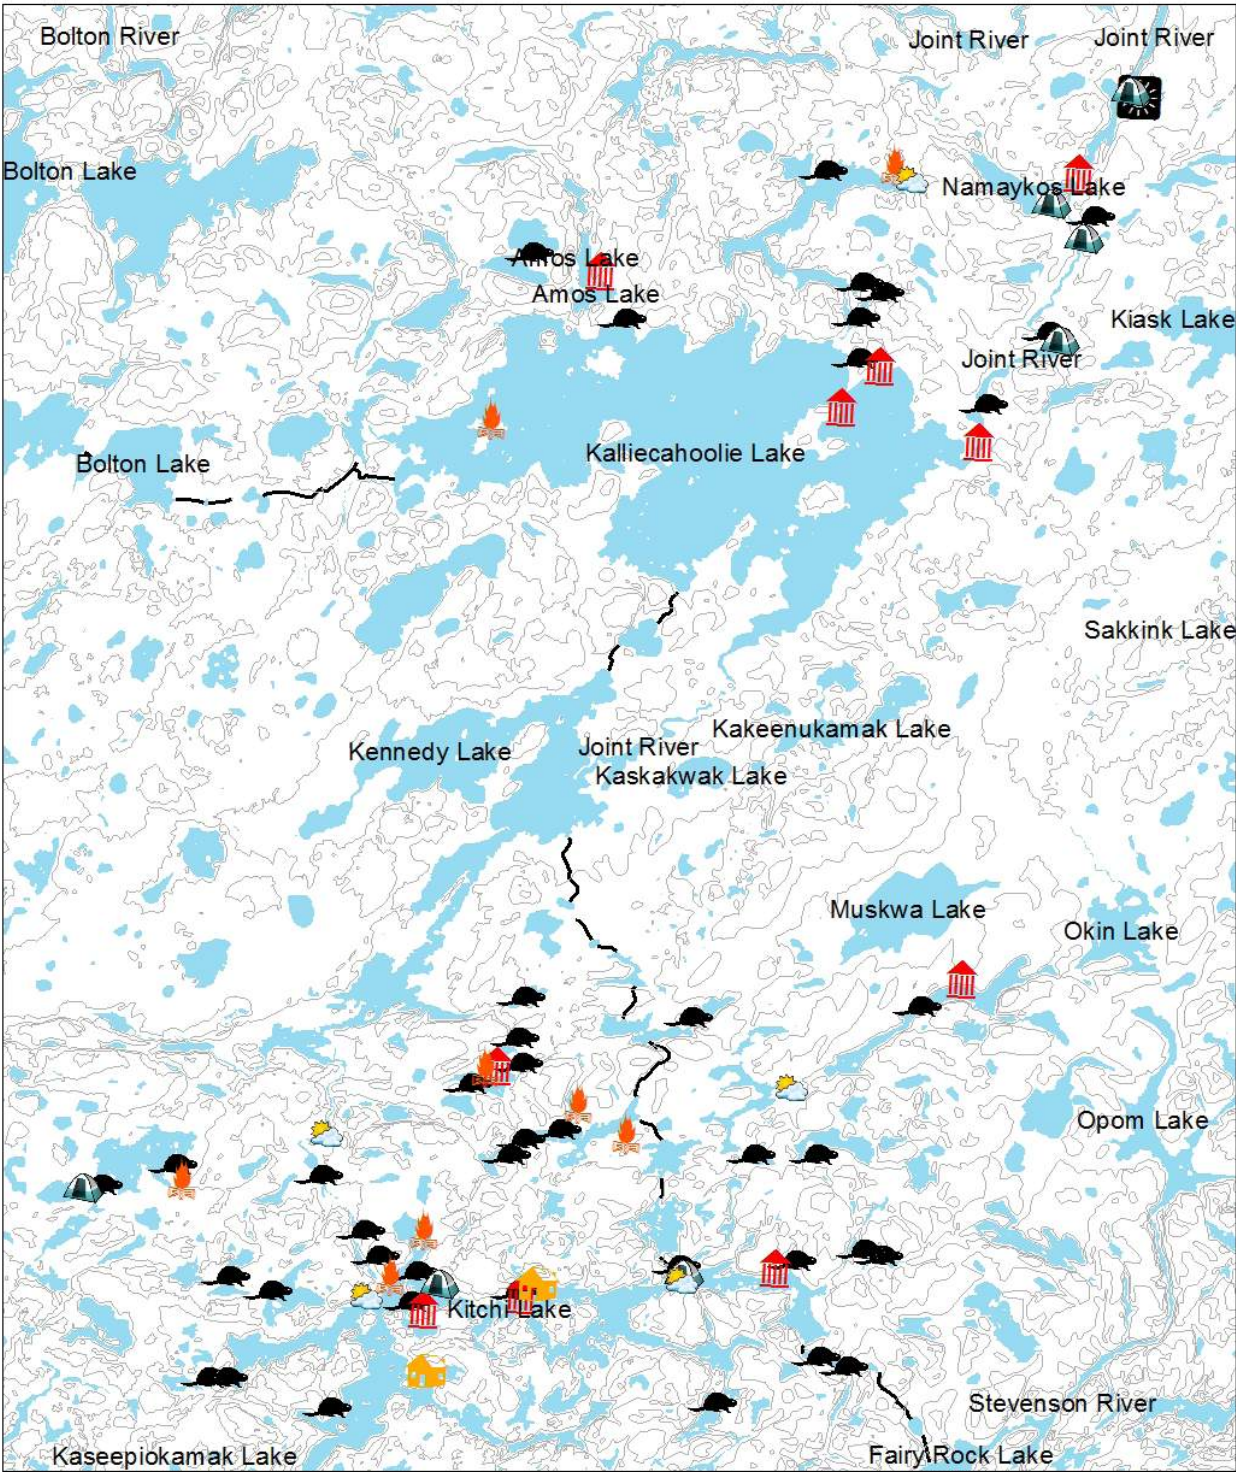 Bolton River
Joint River
Joint River
Bolton Lake
Namaykos Lake
Amos Lake
Amos Lake
Kiask Lake
Joint River
Kalliecahoolie Lake
Bolton Lake
Sakkink Lake
Kakeenukamak Lake
Joint River
Kennedy Lake
Kaskakwak Lake
Muskwa Lake
Okin Lake
Opom Lake
Kitchi Lake
Stevenson River
Kaseepiokamak Lake
Fairy Rock Lake